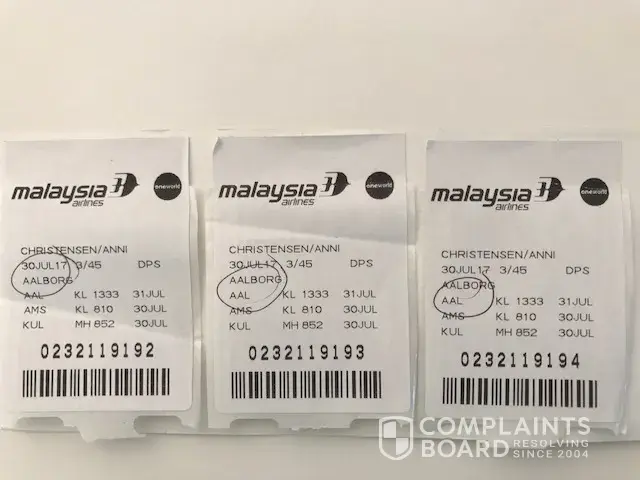 malaysia
airlines
oneworld
CHRISTENSEN/ANNI
30JUL17 3/45 DPS
AALBORG
AAL KL 1333 31JUL
AMS KL 810 30JUL
KUL MH 852 30JUL
0232119192
malaysia
airlines
oneworld
CHRISTENSEN/ANNI
30JUL17 3/45 DPS
AALBORG
AAL KL 1333 31JUL
AMS KL 810 30JUL
KUL MH 852 30JUL
0232119193
malaysia
airlines
oneworld
CHRISTENSEN/ANNI
30JUL17 3/45 DPS
AALBORG
AAL KL 1333 31JUL
AMS KL 810 30JUL
KUL MH 852 30JUL
0232119194
COMPLAINTS
BOARD RESOLVING
SINCE 2004